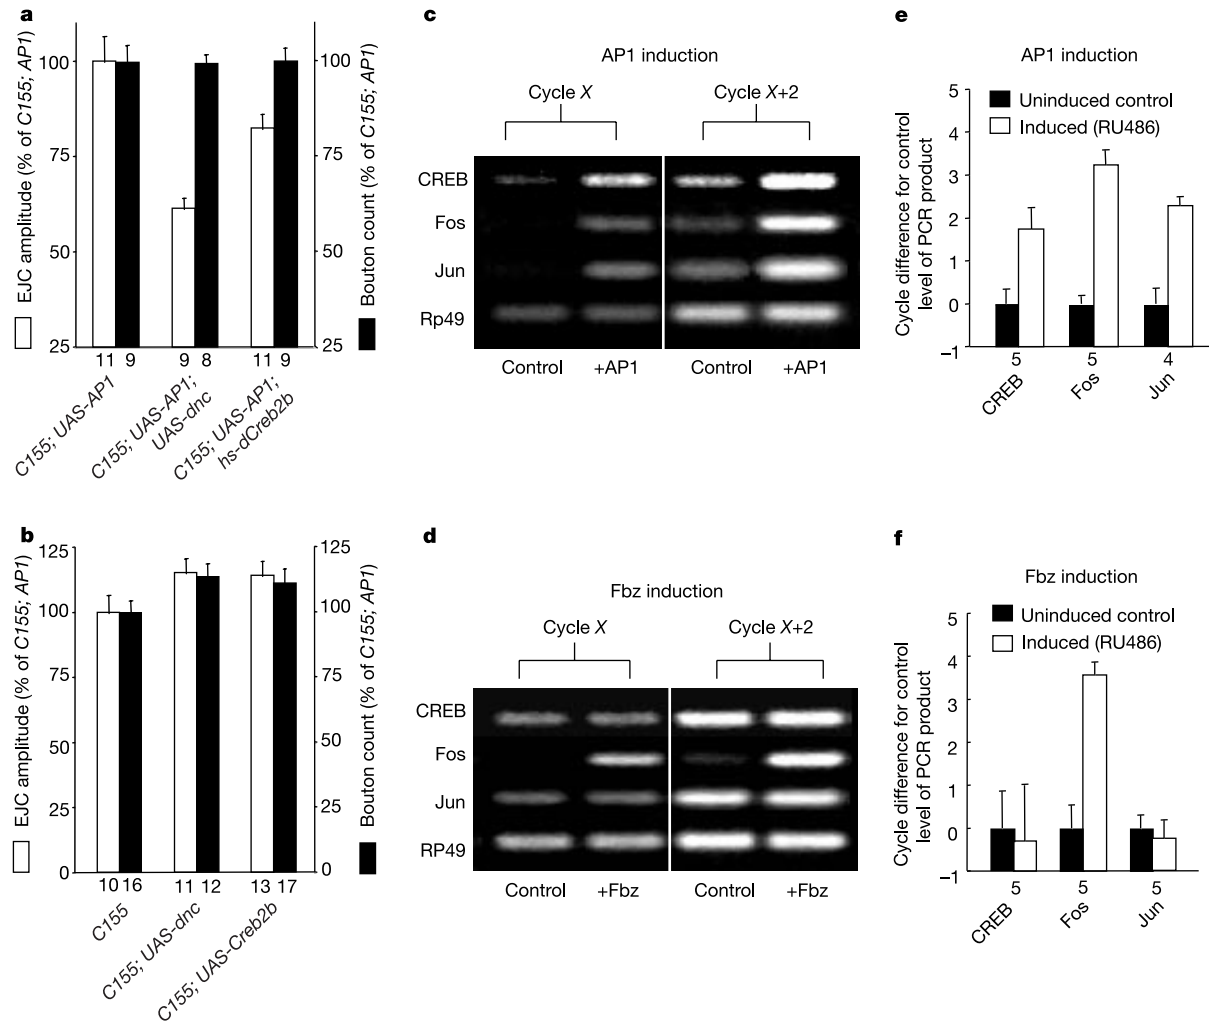 a
EJC amplitude (% of C155; AP1)
Bouton count (% of C155; AP1)
100
75
50
25
100
75
50
25
11 9
9 8
11 9
C155; UAS-AP1
C155; UAS-AP1;
UAS-dnc
C155; UAS-AP1;
hs-dCreb2b
b
EJC amplitude (% of C155; AP1)
Bouton count (% of C155; AP1)
125
100
75
50
25
0
125
100
75
50
25
0
10 16
11 12
13 17
C155
C155; UAS-dnc
C155; UAS-Creb2b
c
AP1 induction
Cycle X
Cycle X+2
CREB
Fos
Jun
Rp49
Control
+AP1
Control
+AP1
d
Fbz induction
Cycle X
Cycle X+2
CREB
Fos
Jun
RP49
Control
+Fbz
Control
+Fbz
e
AP1 induction
Uninduced control
Induced (RU486)
Cycle difference for control
level of PCR product
5
4
3
2
1
0
–1
5
5
4
CREB
Fos
Jun
f
Fbz induction
Uninduced control
Induced (RU486)
Cycle difference for control
level of PCR product
5
4
3
2
1
0
–1
5
5
5
CREB
Fos
Jun